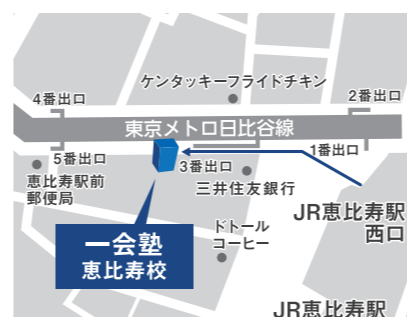 ケンタッキーフライドチキン
2番出口
4番出口
東京メトロ日比谷線
5番出口
3番出口
1番出口
恵比寿駅前
郵便局
三井住友銀行
JR恵比寿駅
西口
一会塾
恵比寿校
ドトール
コーヒー
JR恵比寿駅